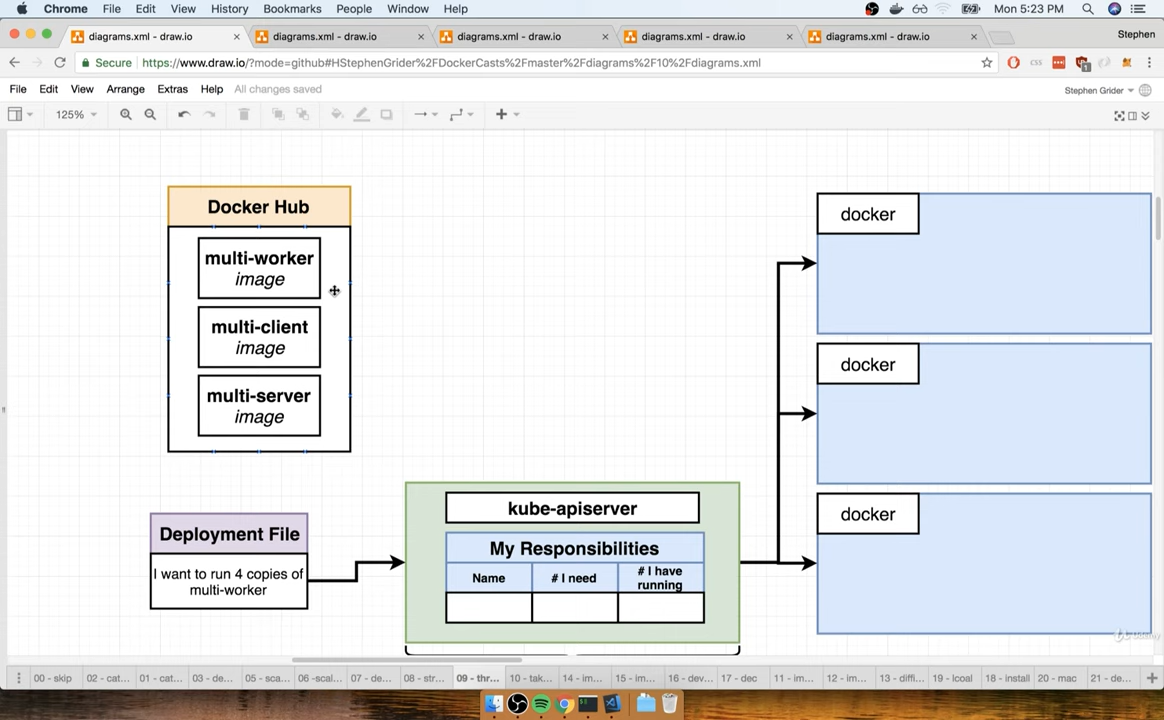 Chrome File Edit View History Bookmarks People Window Help Mon 5:23 PM
diagrams.xml - draw.io diagrams.xml - draw.io diagrams.xml - draw.io diagrams.xml - draw.io diagrams.xml - draw.io Stephen
Secure https://www.draw.io/?mode=github#HStephenGrider%2FDockerCasts%2Fmaster%2Fdiagrams%2F10%2Fdiagrams.xml
File Edit View Arrange Extras Help All changes saved Stephen Grider
125%
Docker Hub
multi-worker
image
multi-client
image
multi-server
image
Deployment File
I want to run 4 copies of
multi-worker
kube-apiserver
My Responsibilities
Name # I need # I have
running
docker
docker
docker
Udemy
00 - skip 02 - cat... 01 - cat... 03 - de... 05 - sca... 06 -scal... 07 - de... 08 - str... 09 - thr... 10 - tak... 14 - im... 15 - im... 16 - dev... 17 - dec 11 - im... 12 - im... 13 - diffi... 19 - lcoal 18 - install 20 - mac 21 - de...